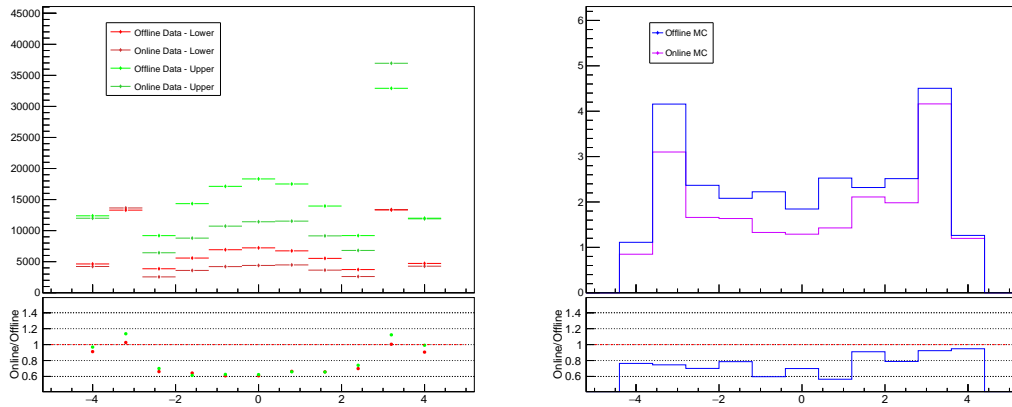 45000
40000
35000
30000
25000
20000
15000
10000
5000
0
Offline Data - Lower
Online Data - Lower
Offline Data - Upper
Online Data - Upper
Online/Offline
1.4
1.2
1
0.8
0.6
−4 −2 0 2 4
6
5
4
3
2
1
0
Offline MC
Online MC
Online/Offline
1.4
1.2
1
0.8
0.6
−4 −2 0 2 4